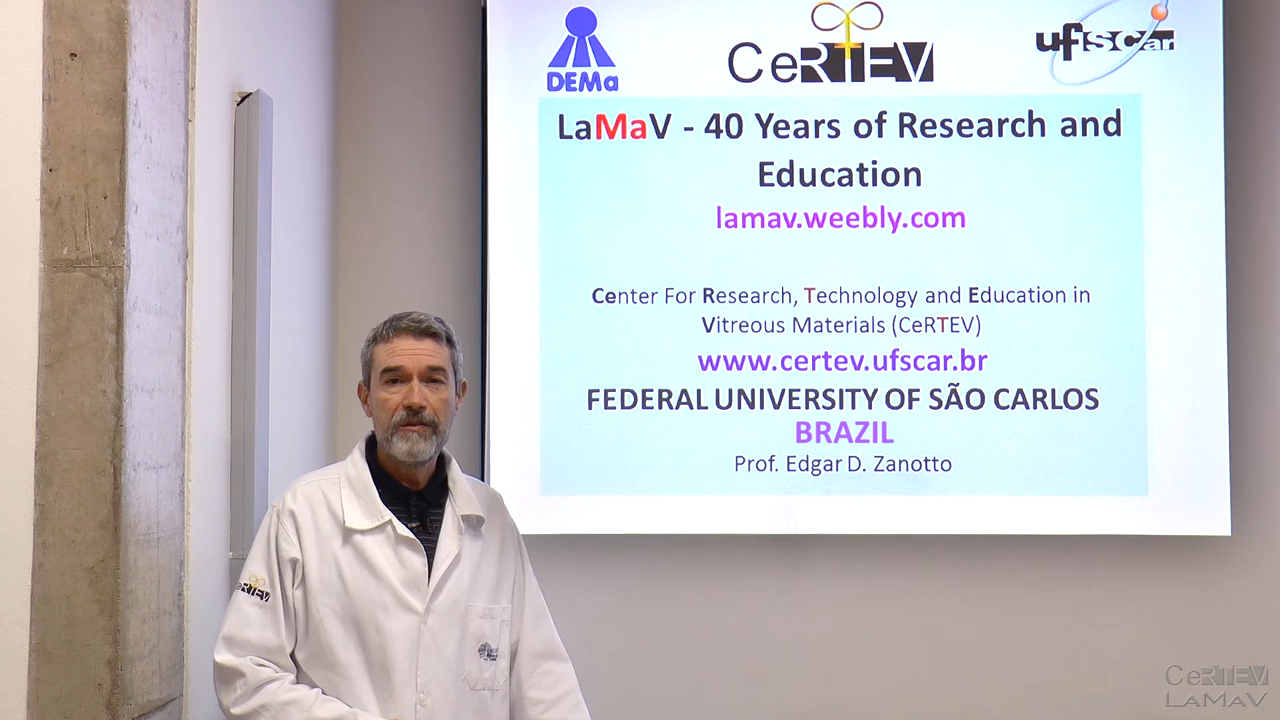 DEMa
CeRTEV
ufscar
LaMaV - 40 Years of Research and
Education
lamav.weebly.com
Center For Research, Technology and Education in
Vitreous Materials (CeRTEV)
www.certev.ufscar.br
FEDERAL UNIVERSITY OF SÃO CARLOS
BRAZIL
Prof. Edgar D. Zanotto
CeRTEV
CeRTEV
LAMAV